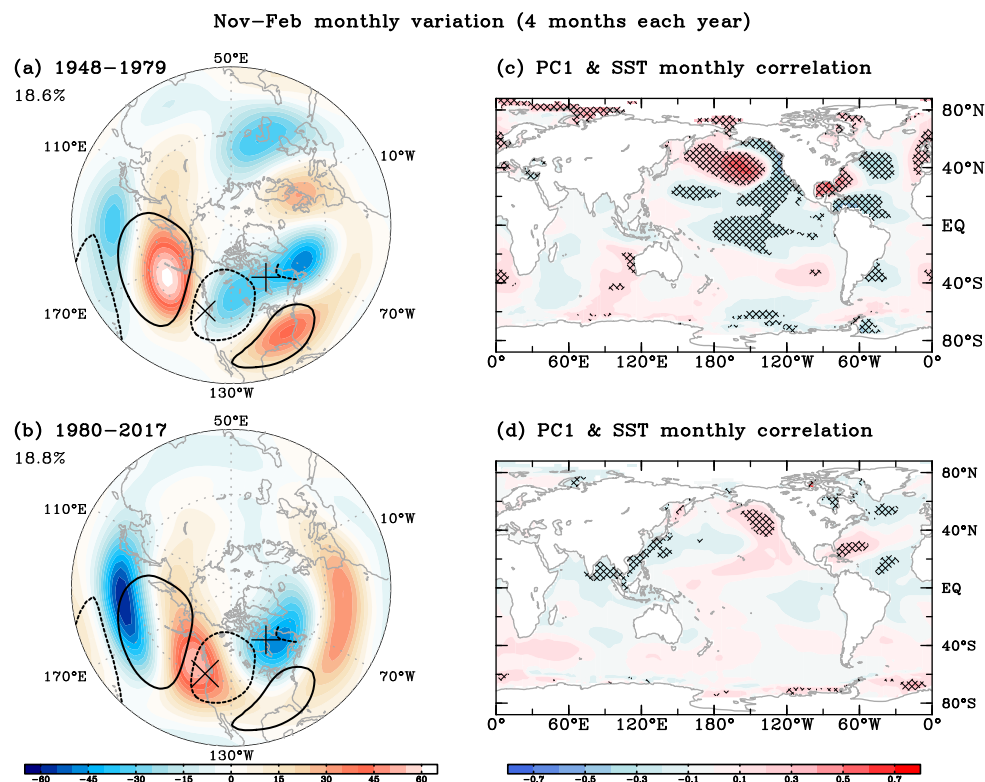 Nov−Feb monthly variation (4 months each year)
(a) 1948−1979
18.6%
50°E
110°E
10°W
170°E
70°W
130°W
(c) PC1 & SST monthly correlation
80°N
40°N
EQ
40°S
80°S
0° 60°E 120°E 180° 120°W 60°W 0°
(b) 1980−2017
18.8%
50°E
110°E
10°W
170°E
70°W
130°W
(d) PC1 & SST monthly correlation
80°N
40°N
EQ
40°S
80°S
0° 60°E 120°E 180° 120°W 60°W 0°
−60 −45 −30 −15 0 15 30 45 60
−0.7 −0.5 −0.3 −0.1 0.1 0.3 0.5 0.7